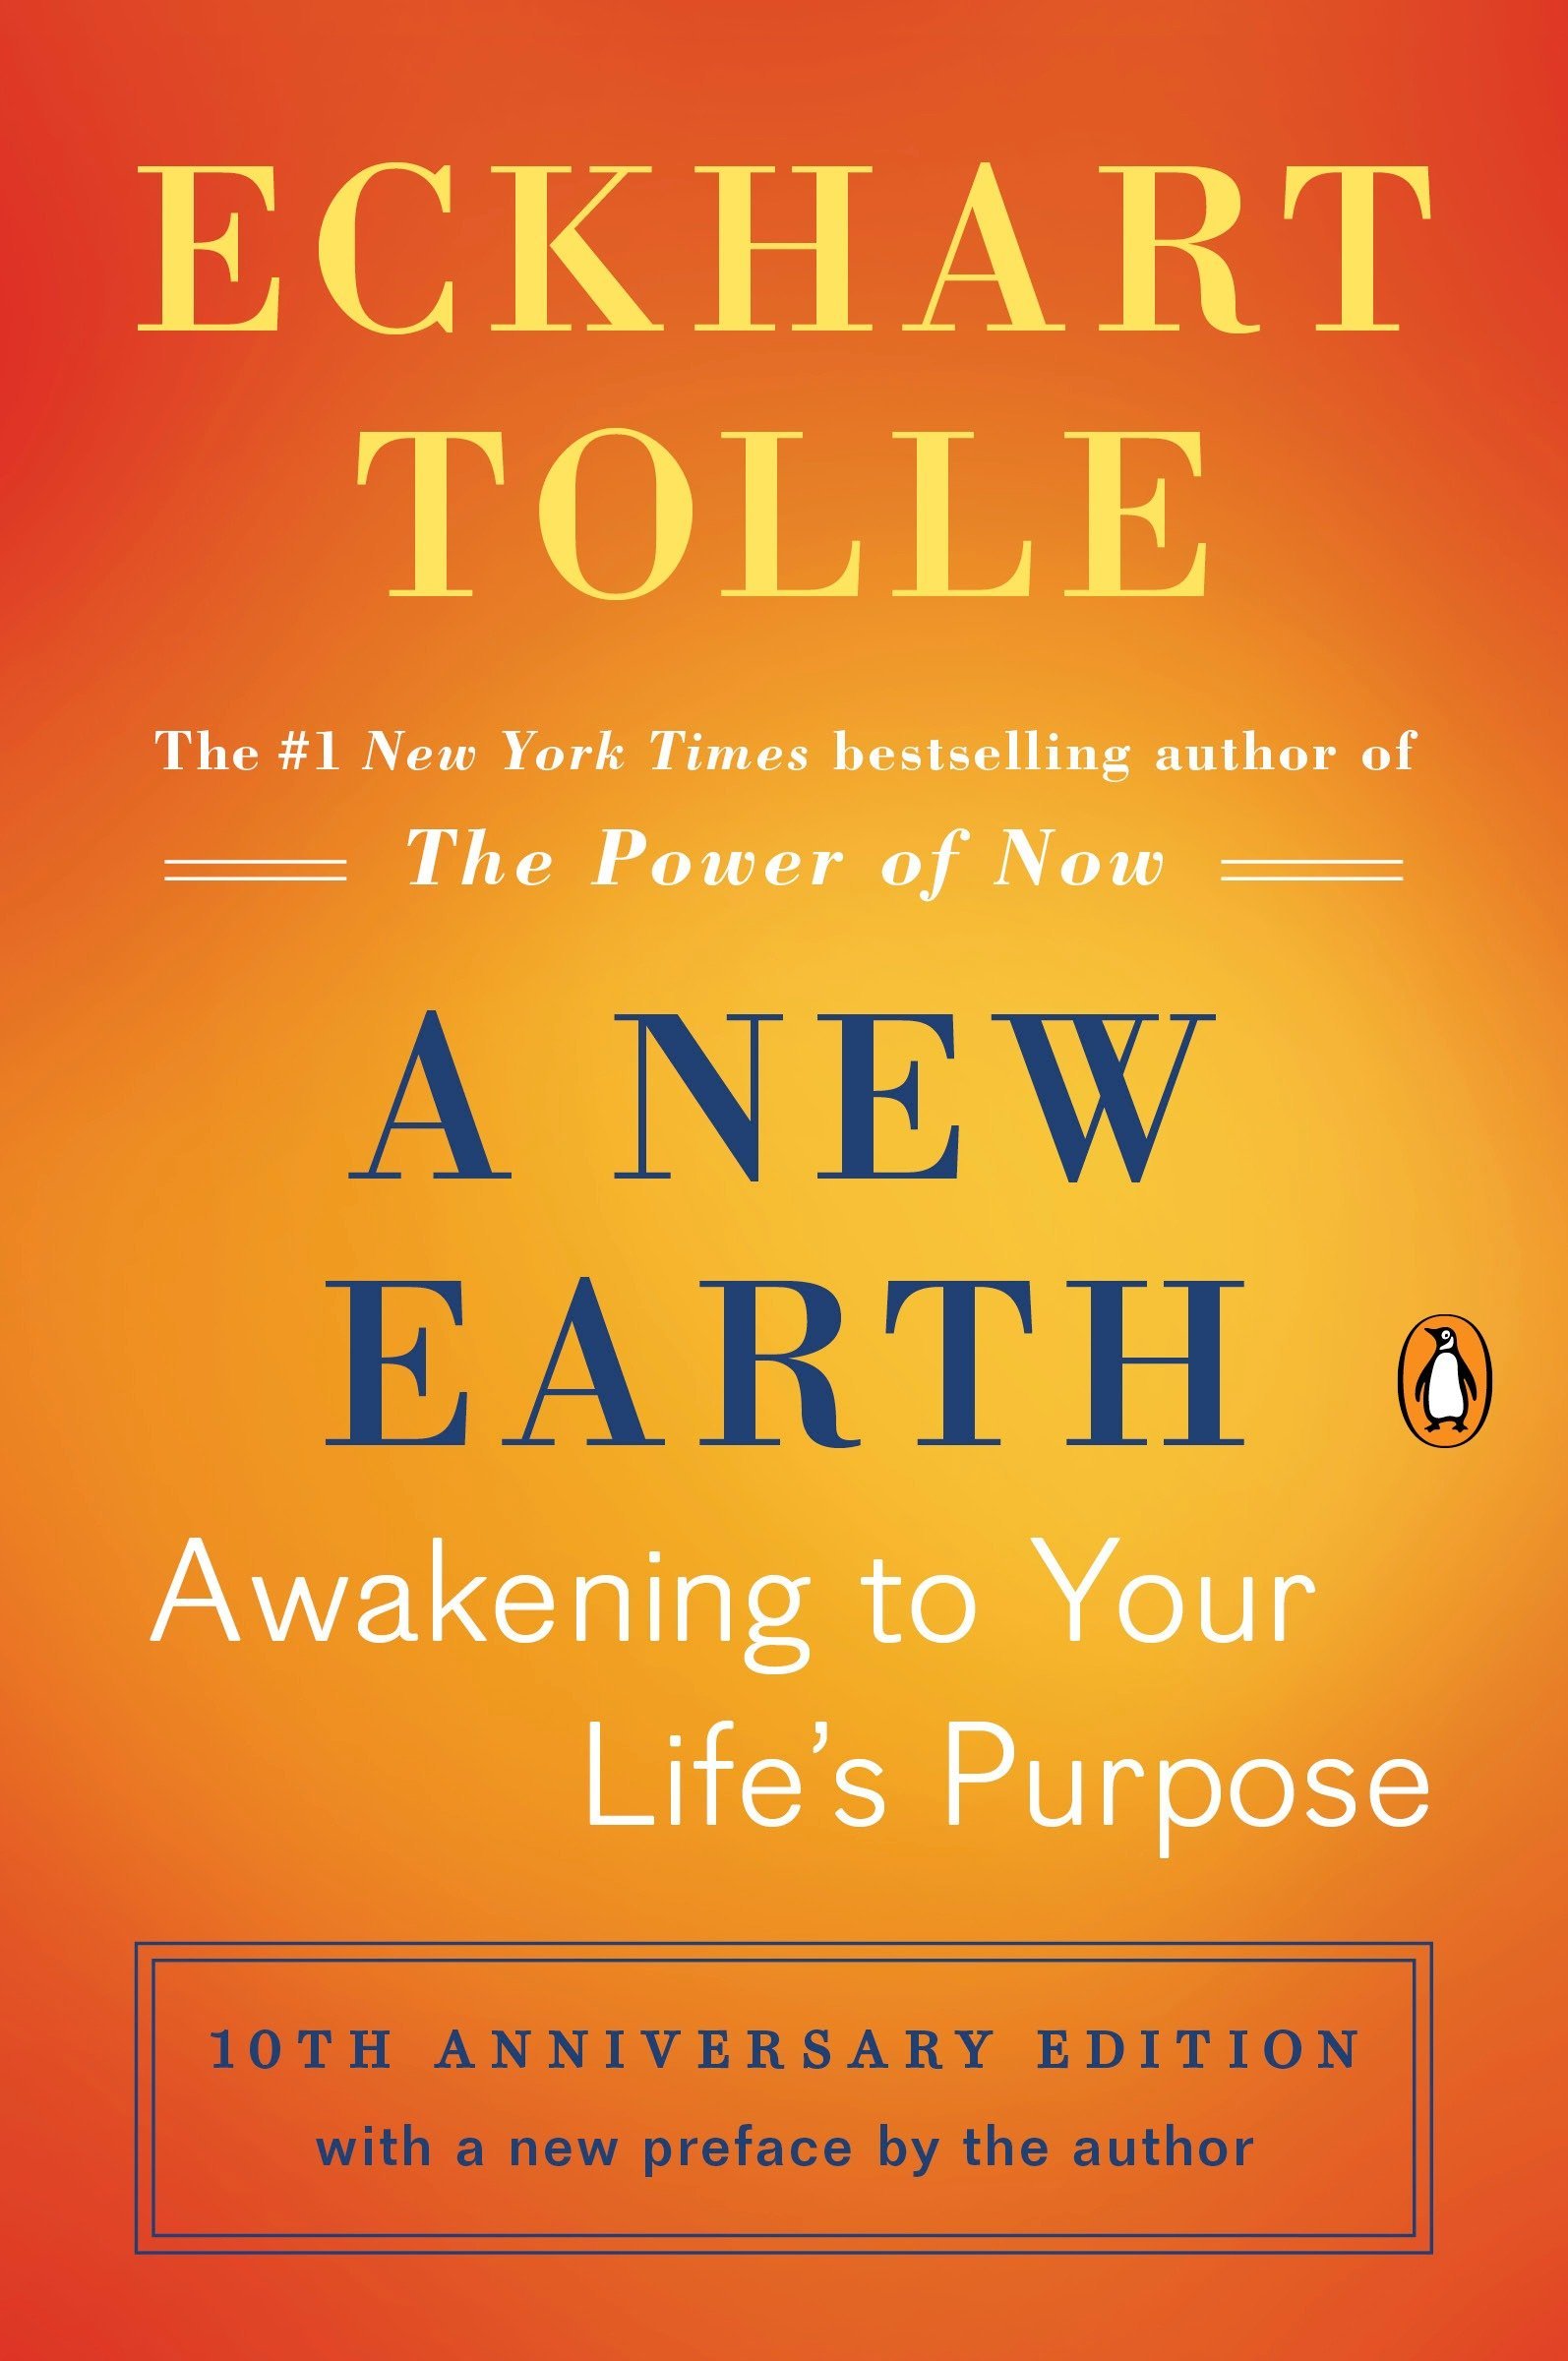 ECKHART
TOLLE
The #1 New York Times bestselling author of
The Power of Now
A NEW
EARTH
Awakening to Your
Life’s Purpose
10TH ANNIVERSARY EDITION
with a new preface by the author